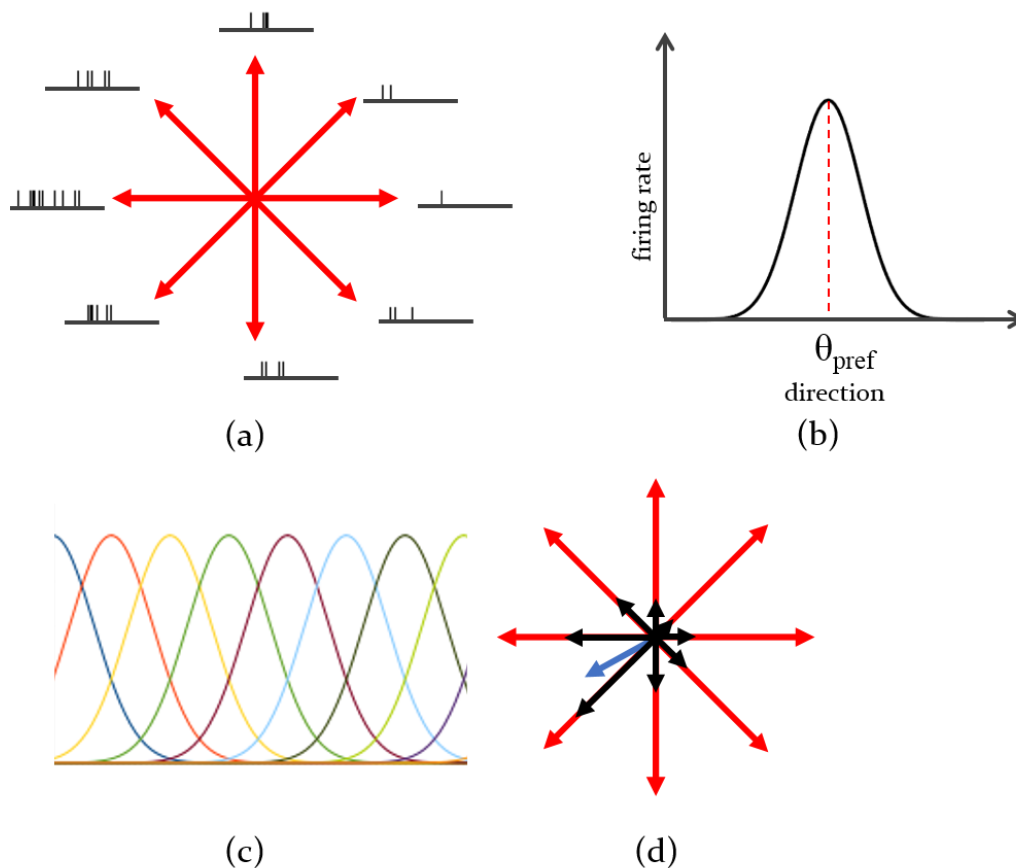 (a)
firing rate
θpref
direction
(b)
(c)
(d)